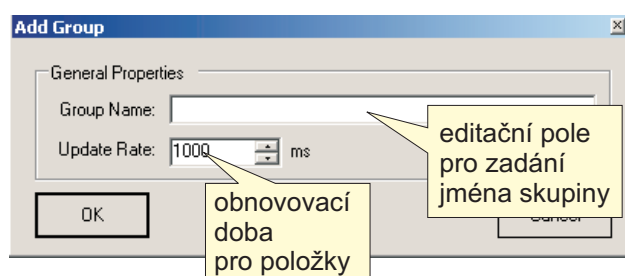 Add Group
General Properties
Group Name:
editační pole
pro zadání
jména skupiny
Update Rate: 1000 ms
obnovovací
doba
pro položky
OK
Cancel